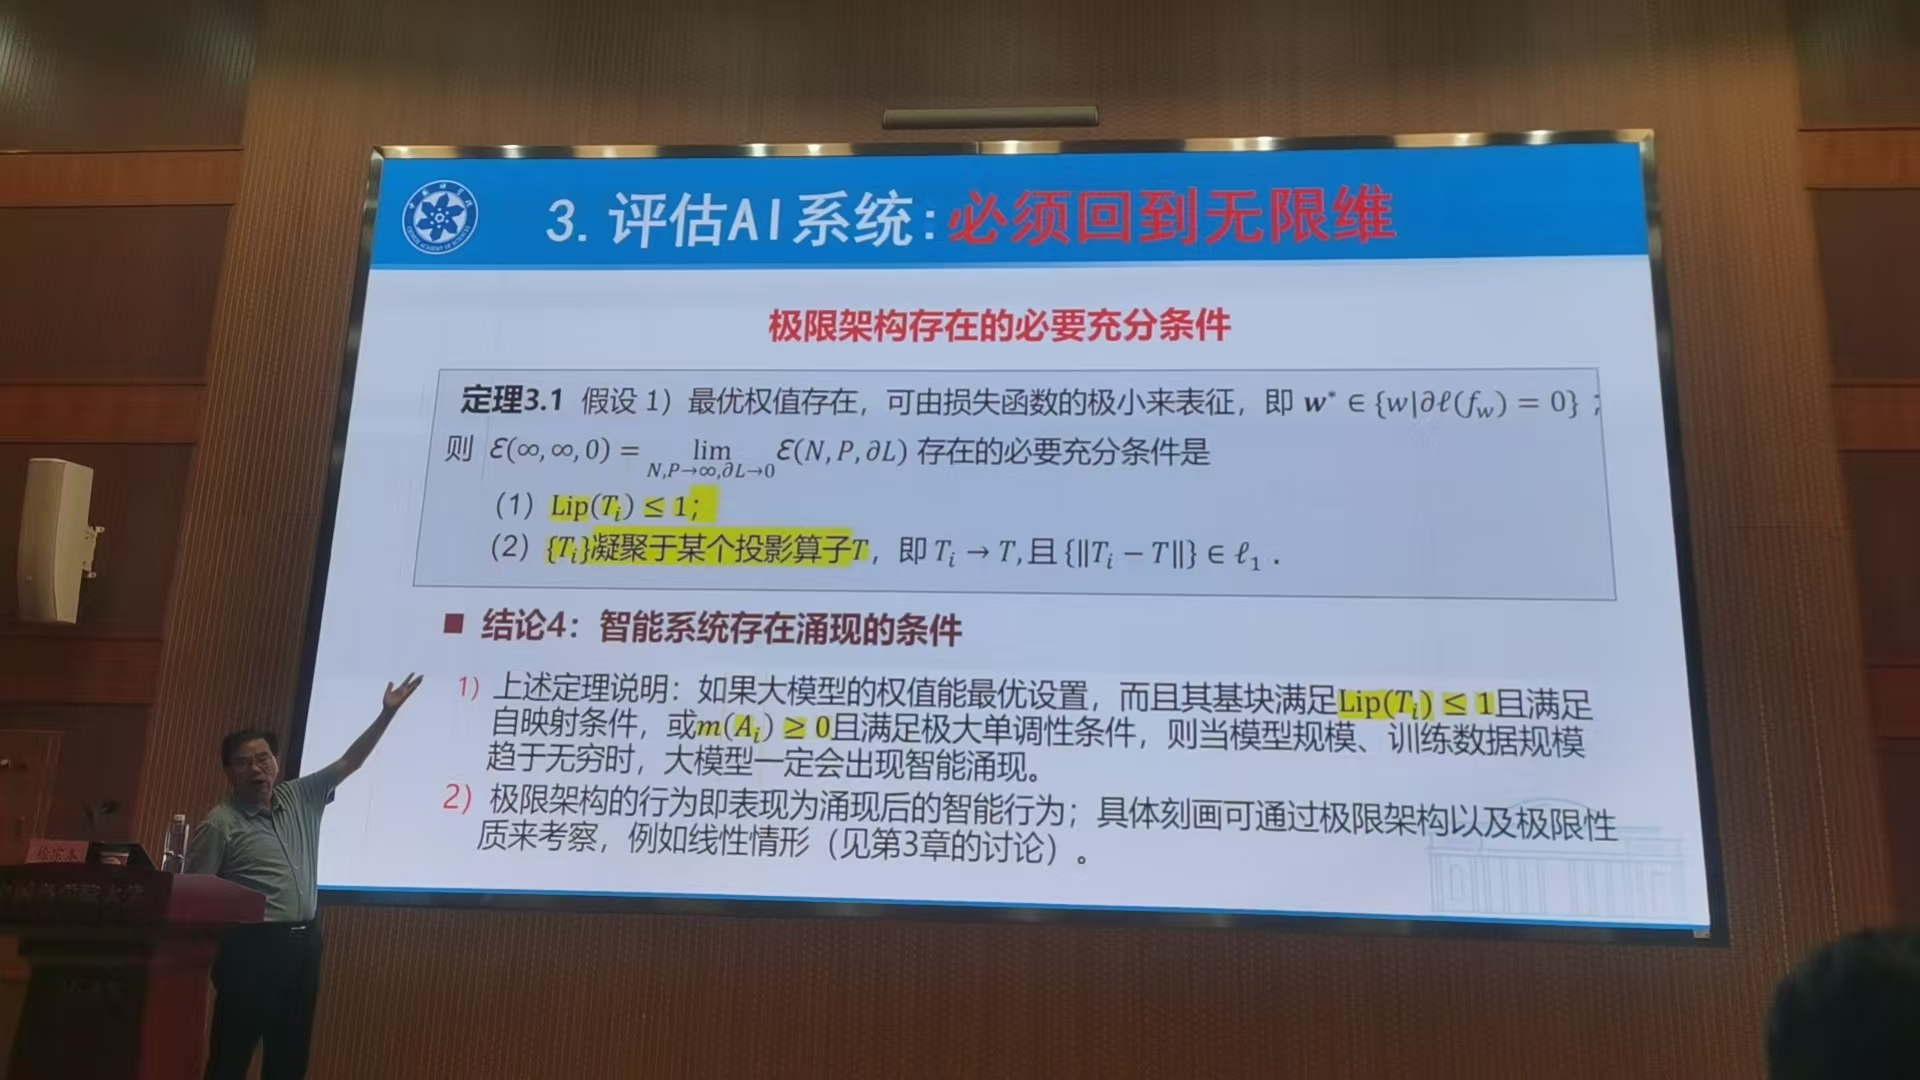 3. 评估AI系统:必须回到无限维
极限架构存在的必要充分条件
定理3.1 假设 1）最优权值存在，可由损失函数的极小来表征，即 w* ∈ {w|∂ℓ(f_w) = 0}；
则 ℰ(∞,∞,0) = lim_{N,P→∞,∂L→0} ℰ(N,P,∂L) 存在的必要充分条件是
（1）Lip(T_i) ≤ 1；
（2）{T_i}凝聚于某个投影算子T，即 T_i → T,且 {‖T_i − T‖} ∈ ℓ_1 .
■ 结论4：智能系统存在涌现的条件
1）上述定理说明：如果大模型的权值能最优设置，而且其基块满足Lip(T_i) ≤ 1且满足
自映射条件，或m(A_i) ≥ 0且满足极大单调性条件，则当模型规模、训练数据规模
趋于无穷时，大模型一定会出现智能涌现。
2）极限架构的行为即表现为涌现后的智能行为；具体刻画可通过极限架构以及极限性
质来考察，例如线性情形（见第3章的讨论）。